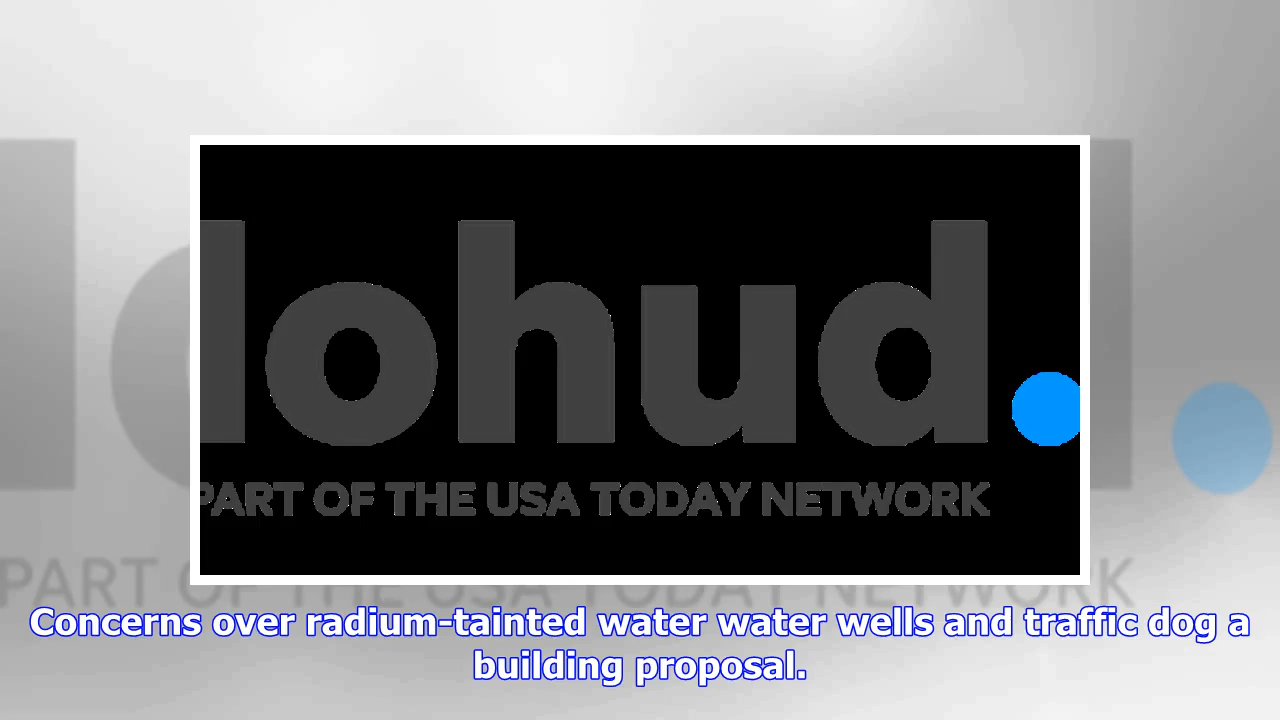 lohud.
PART OF THE USA TODAY NETWORK
Concerns over radium-tainted water water wells and traffic dog a
building proposal.